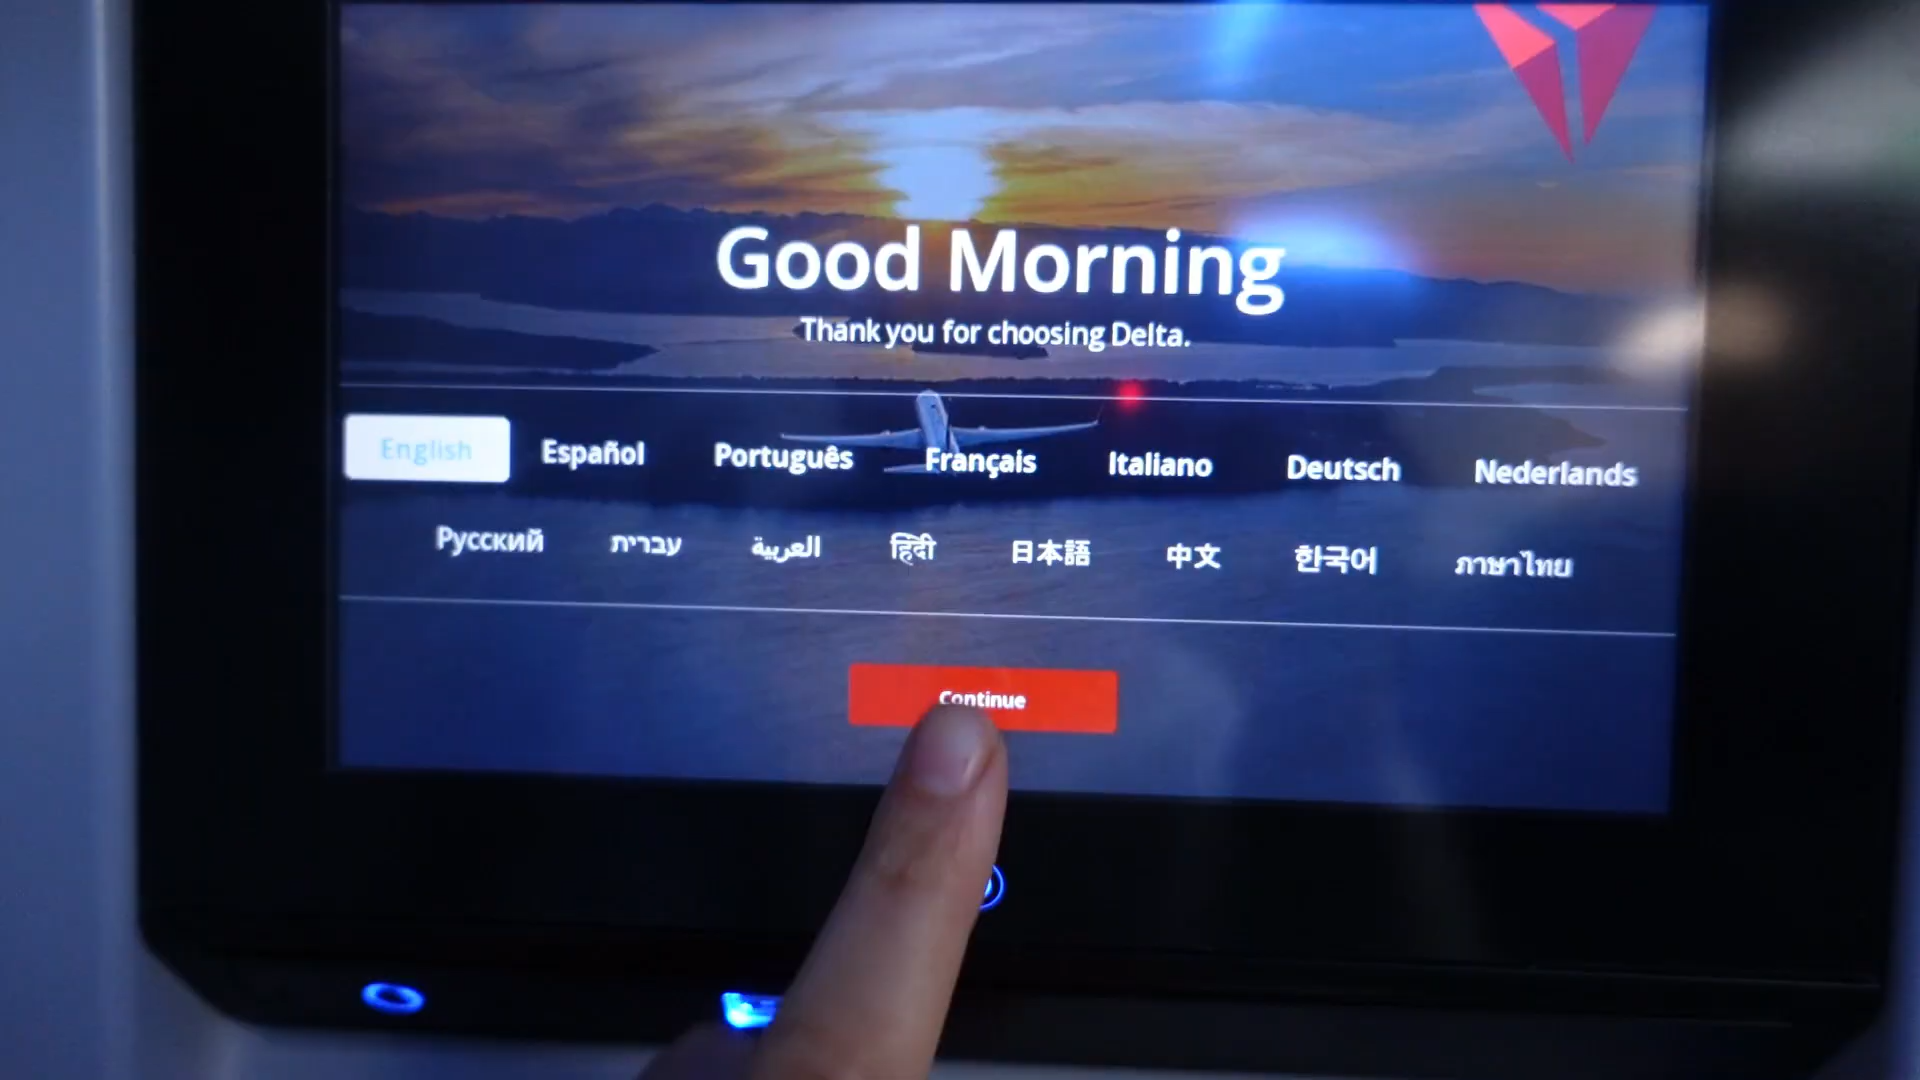 Good Morning
Thank you for choosing Delta.
English Español Português Français Italiano Deutsch Nederlands
Русский עברית العربية हिंदी 日本語 中文 한국어 ภาษาไทย
Continue